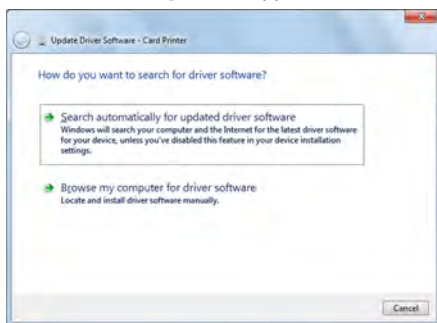 Update Driver Software - Card Printer
How do you want to search for driver software?
Search automatically for updated driver software
Windows will search your computer and the Internet for the latest driver software
for your device, unless you've disabled this feature in your device installation
settings.
Browse my computer for driver software
Locate and install driver software manually.
Cancel